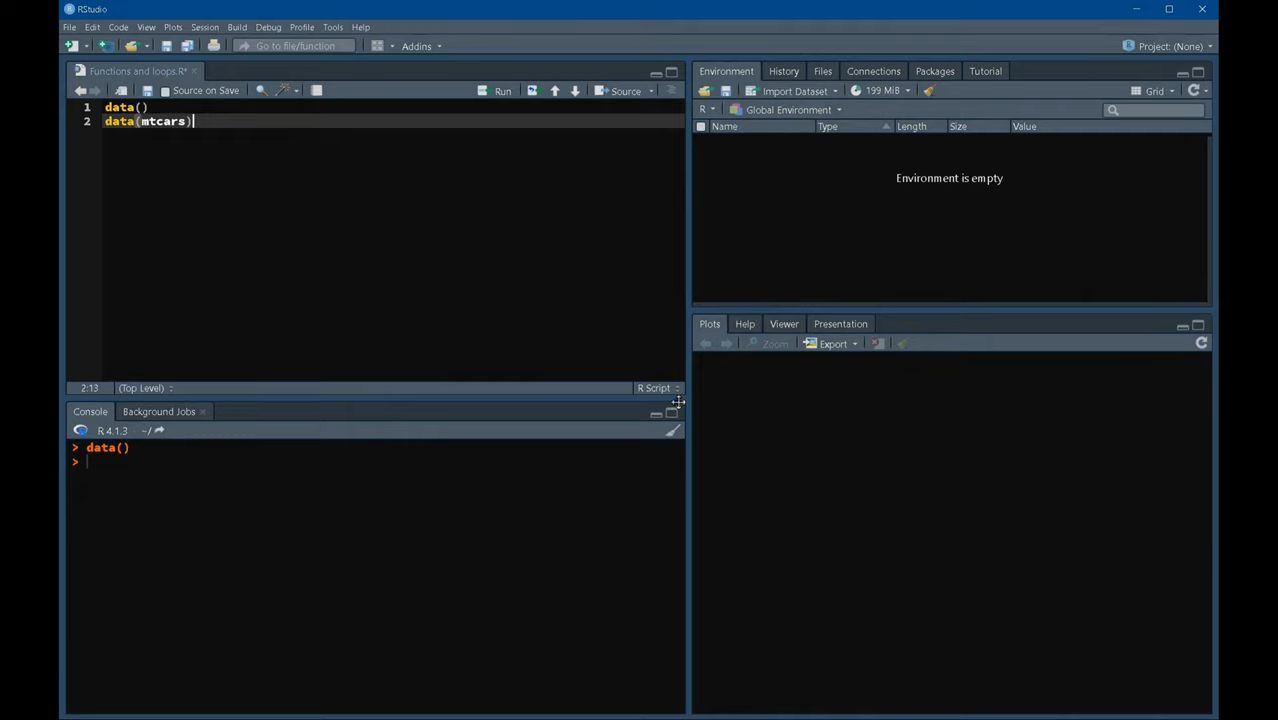 RStudio
File Edit Code View Plots Session Build Debug Profile Tools Help
Go to file/function Addins Project: (None)
Functions and loops.R*
Source on Save Run Source
1 data()
2 data(mtcars)
2:13 (Top Level) R Script
Console Background Jobs
R 4.1.3 · ~/
> data()
>
Environment History Files Connections Packages Tutorial
Import Dataset 199 MiB Grid
R Global Environment
Name Type Length Size Value
Environment is empty
Plots Help Viewer Presentation
Zoom Export